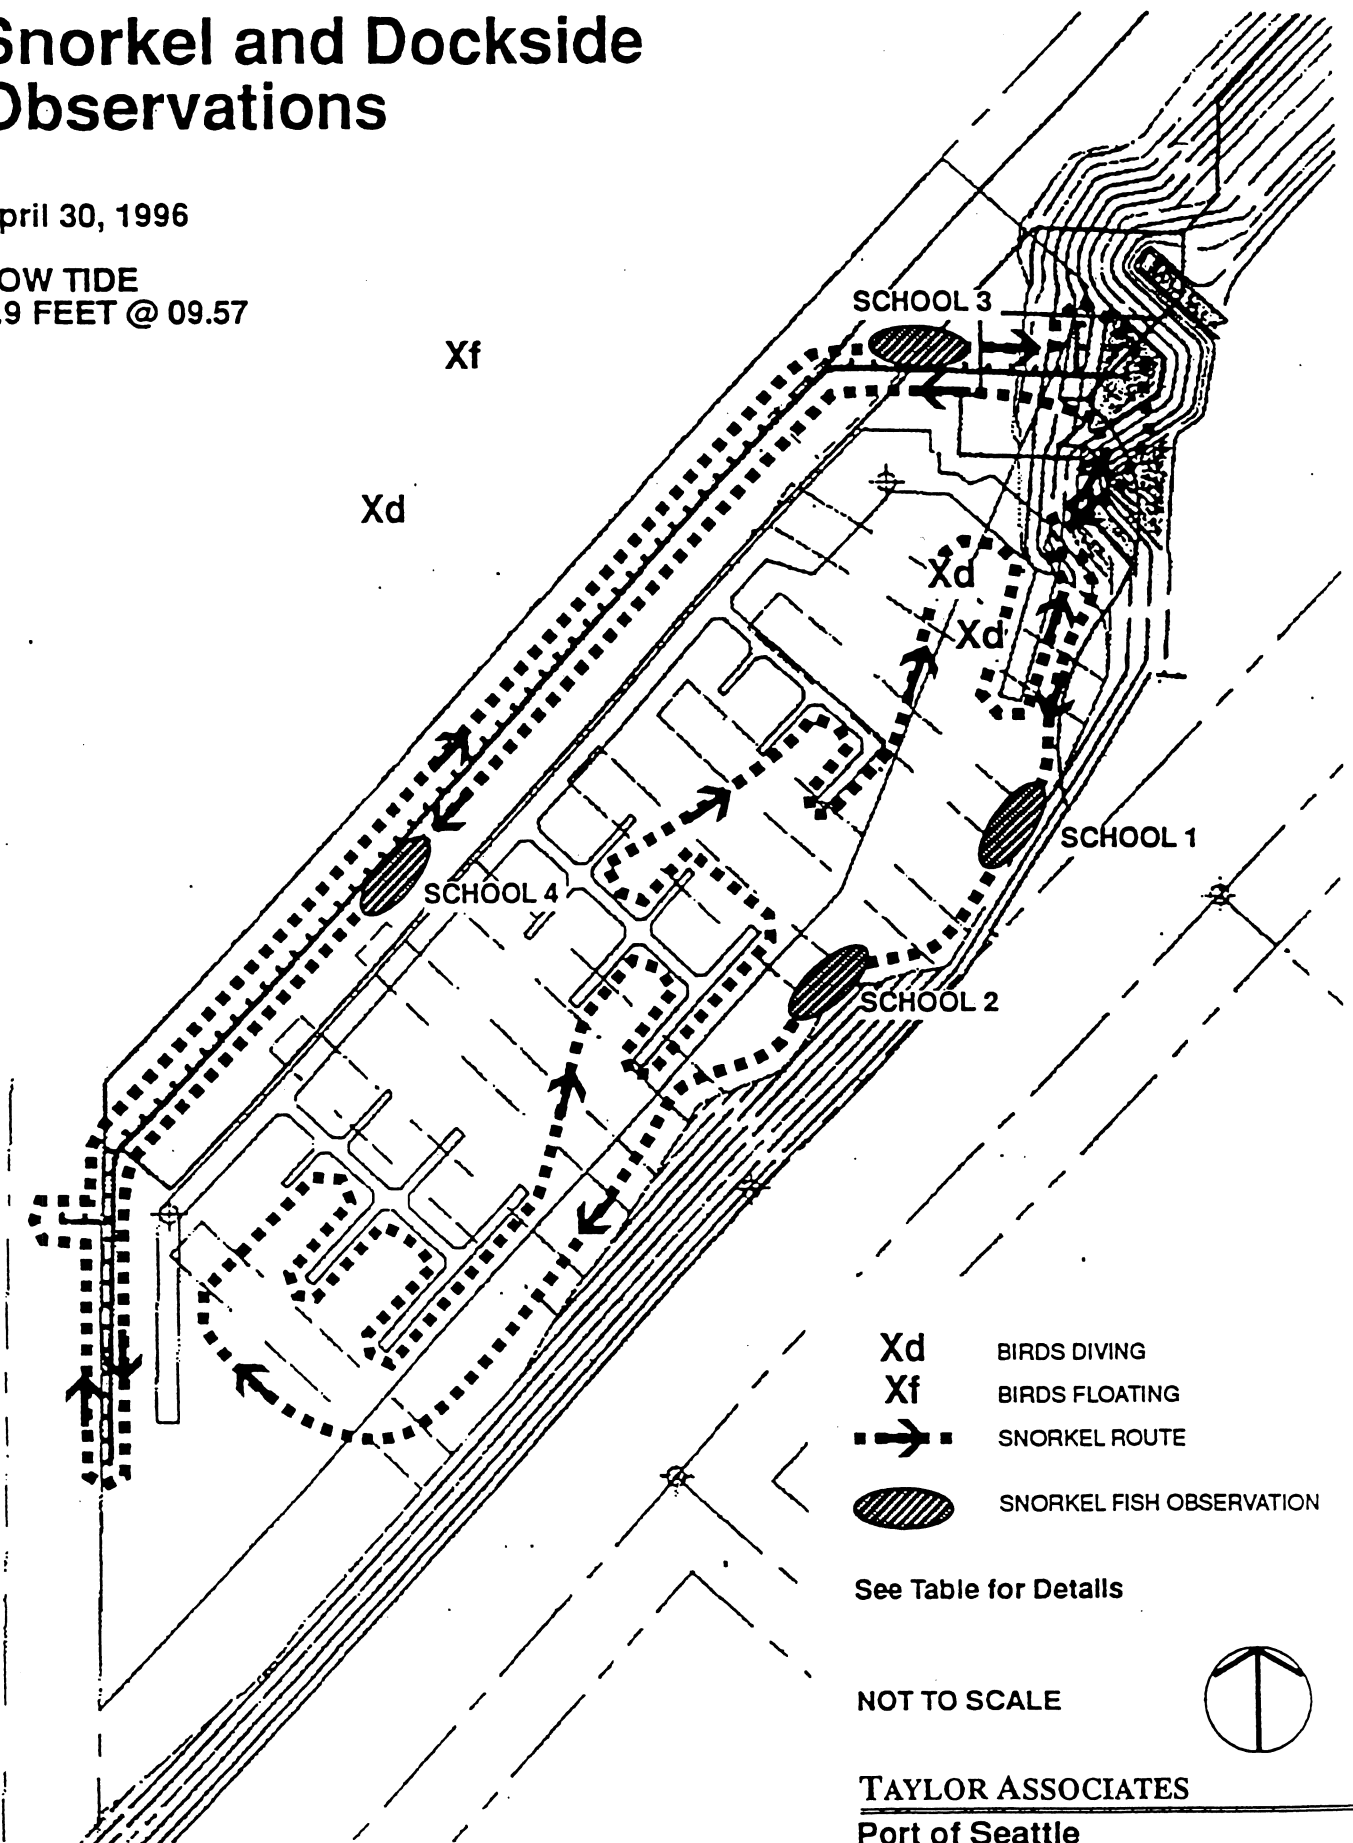 Snorkel and Dockside
Observations
pril 30, 1996
OW TIDE
.9 FEET @ 09.57
SCHOOL 3
Xf
Xd
Xd
Xd
SCHOOL 1
SCHOOL 4
SCHOOL 2
Xd BIRDS DIVING
Xf BIRDS FLOATING
SNORKEL ROUTE
SNORKEL FISH OBSERVATION
See Table for Details
NOT TO SCALE
TAYLOR ASSOCIATES
Port of Seattle